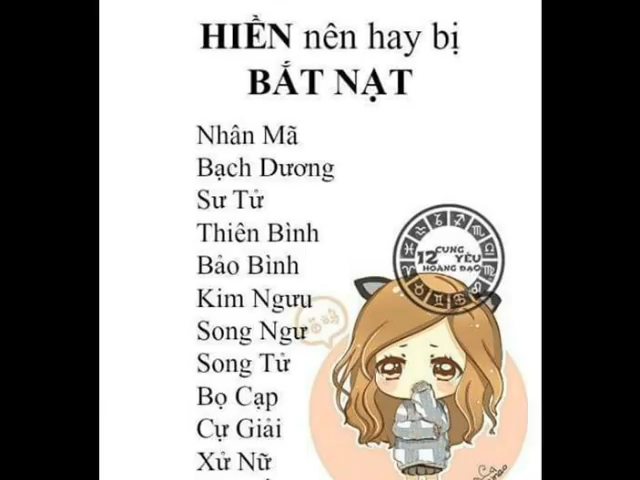 HIỀN nên hay bị
BẮT NẠT
Nhân Mã
Bạch Dương
Sư Tử
Thiên Bình
Bảo Bình
Kim Ngưu
Song Ngư
Song Tử
Bọ Cạp
Cự Giải
Xử Nữ
CUNG
12 YÊU
HOÀNG ĐẠO